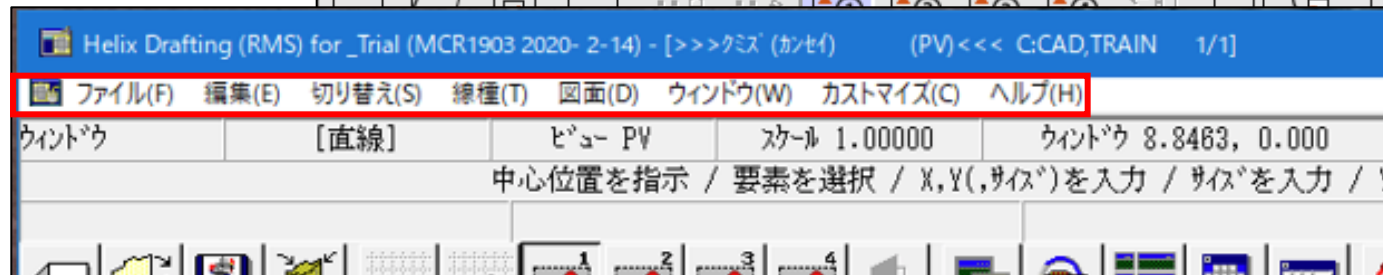 Helix Drafting (RMS) for _Trial (MCR1903 2020- 2-14) - [>>>ｸﾐｽﾞ(ｶﾝｾｲ) (PV)<<< C:CAD,TRAIN 1/1]
ファイル(F) 編集(E) 切り替え(S) 線種(T) 図面(D) ウィンドウ(W) カストマイズ(C) ヘルプ(H)
ｳｨﾝﾄﾞｳ [直線] ﾋﾞｭｰ PV ｽｹｰﾙ 1.00000 ｳｨﾝﾄﾞｳ 8.8463, 0.000
中心位置を指示 / 要素を選択 / X,Y(,ｻｲｽﾞ)を入力 / ｻｲｽﾞを入力 /
1 2 3 4